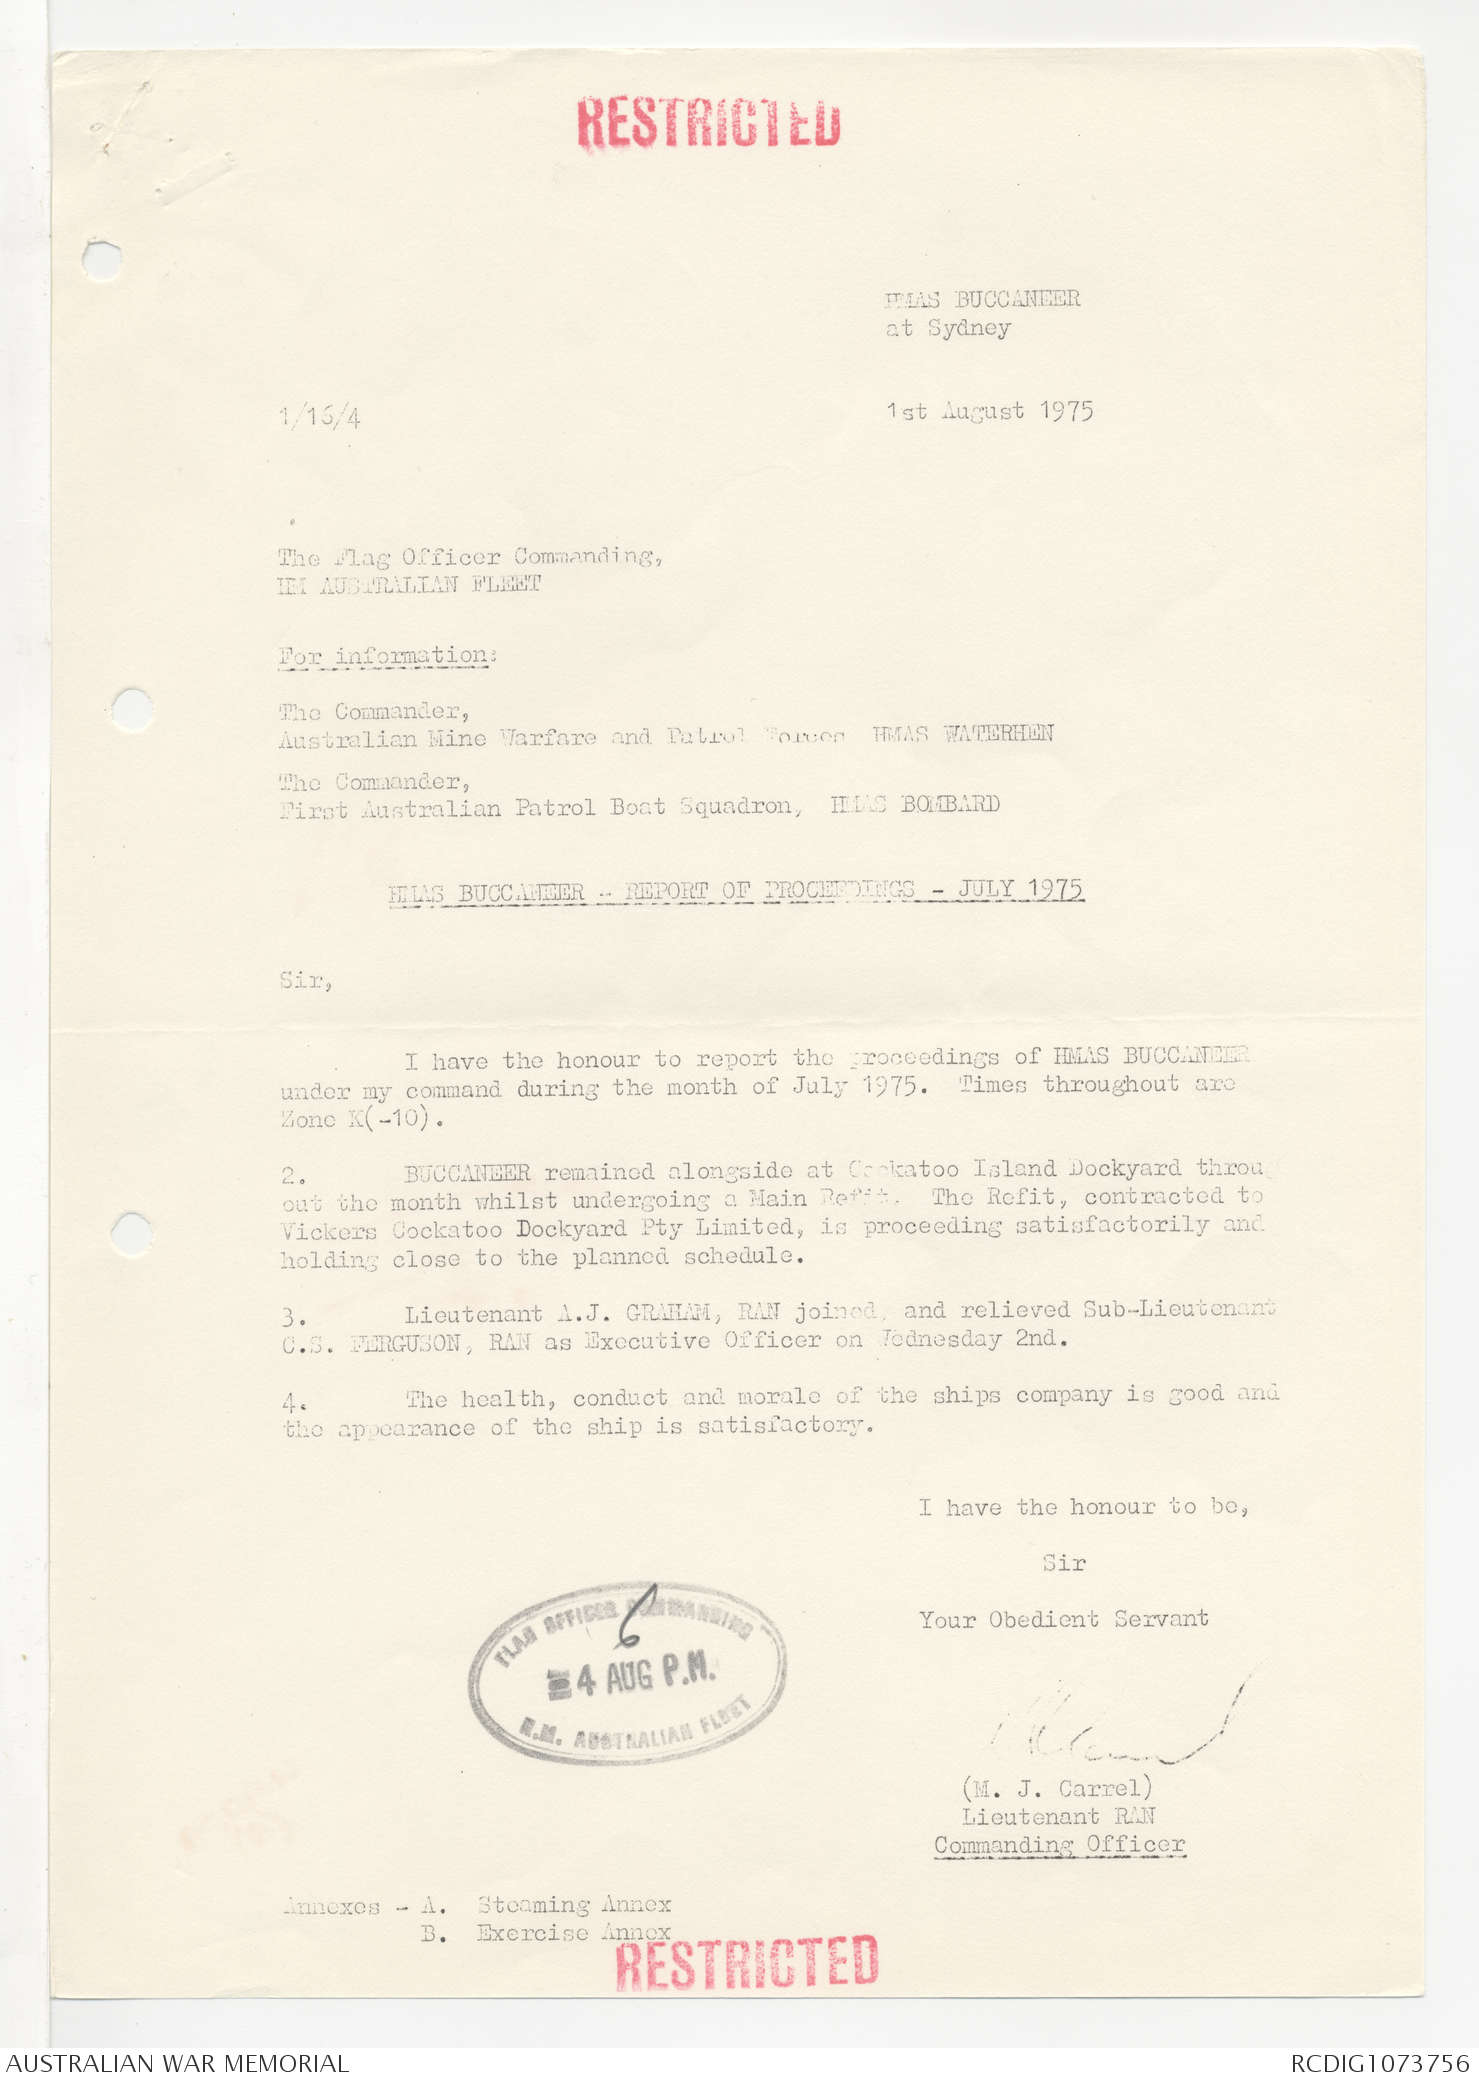 RESTRICTED
HMAS BUCCANEER
at Sydney
1/16/4
1st August 1975
The Flag Officer Commanding,
HM AUSTRALIAN FLEET
For information:
The Commander,
Australian Mine Warfare and Patrol Forces HMAS WATERHEN
The Commander,
First Australian Patrol Boat Squadron, HMAS BOMBARD
HMAS BUCCANEER - REPORT OF PROCEEDINGS - JULY 1975
Sir,
I have the honour to report the proceedings of HMAS BUCCANEER
under my command during the month of July 1975. Times throughout are
Zone K(-10).
2. BUCCANEER remained alongside at Cockatoo Island Dockyard throug
out the month whilst undergoing a Main Refit. The Refit, contracted to
Vickers Cockatoo Dockyard Pty Limited, is proceeding satisfactorily and
holding close to the planned schedule.
3. Lieutenant A.J. GRAHAM, RAN joined, and relieved Sub-Lieutenant
C.S. FERGUSON, RAN as Executive Officer on Wednesday 2nd.
4. The health, conduct and morale of the ships company is good and
the appearance of the ship is satisfactory.
I have the honour to be,
Sir
Your Obedient Servant
FLAG OFFICER COMMANDING
6
4 AUG P.M.
H.M. AUSTRALIAN FLEET
(M. J. Carrel)
Lieutenant RAN
Commanding Officer
Annexes - A. Steaming Annex
B. Exercise Annex
RESTRICTED
AUSTRALIAN WAR MEMORIAL
RCDIG1073756